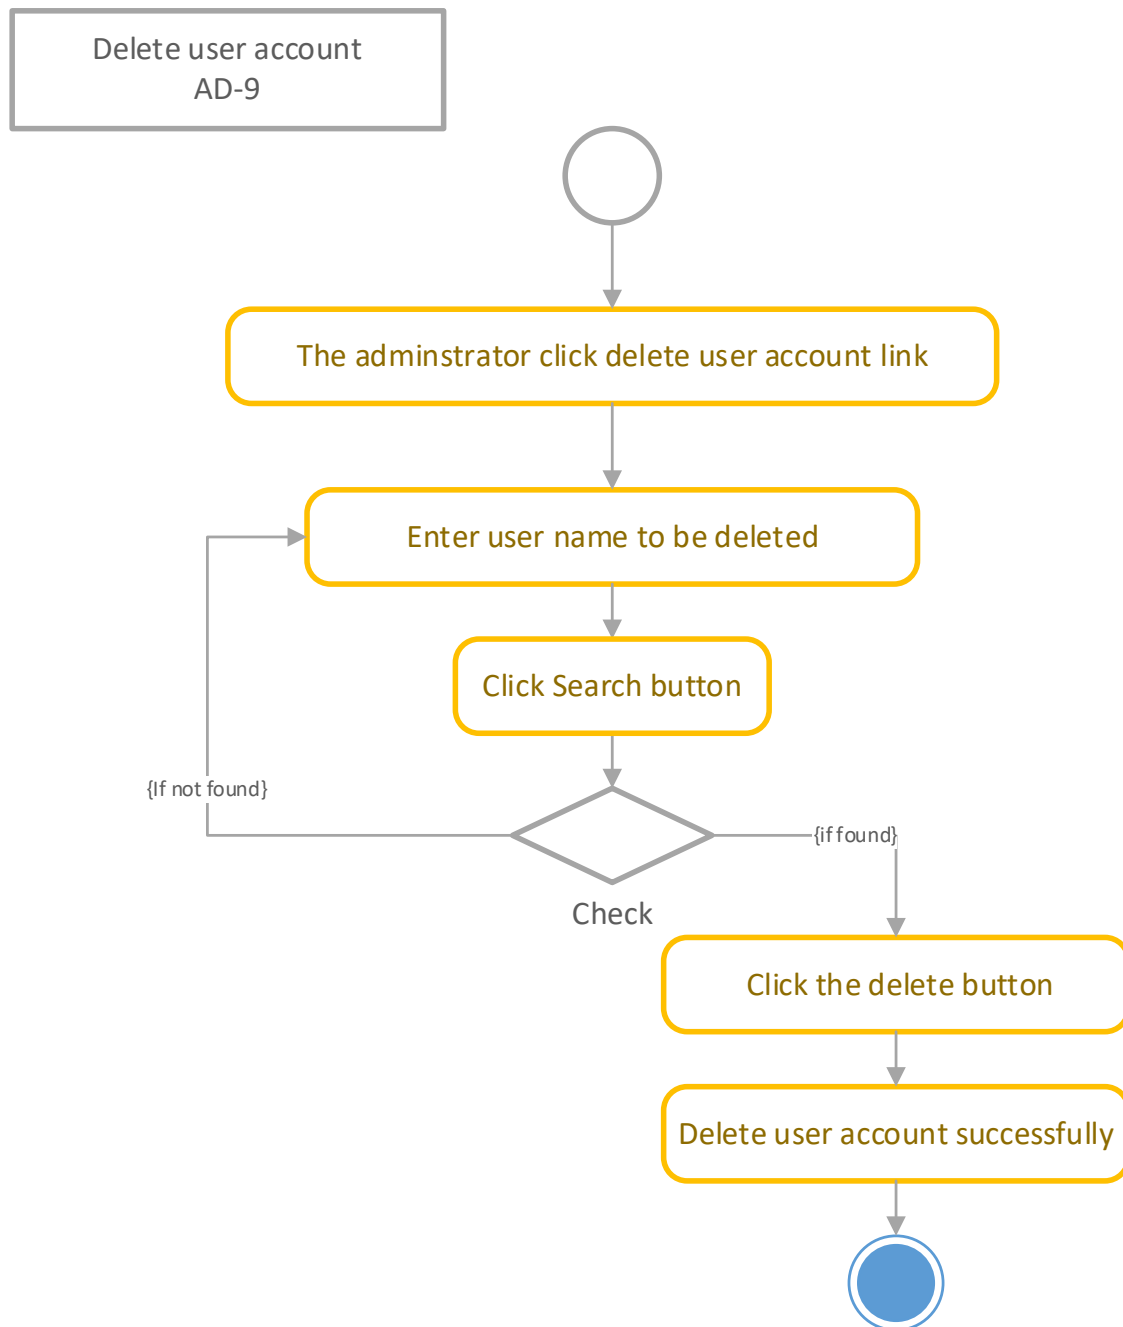 Delete user account
AD-9
The adminstrator click delete user account link
Enter user name to be deleted
Click Search button
{If not found}
{if found}
Check
Click the delete button
Delete user account successfully